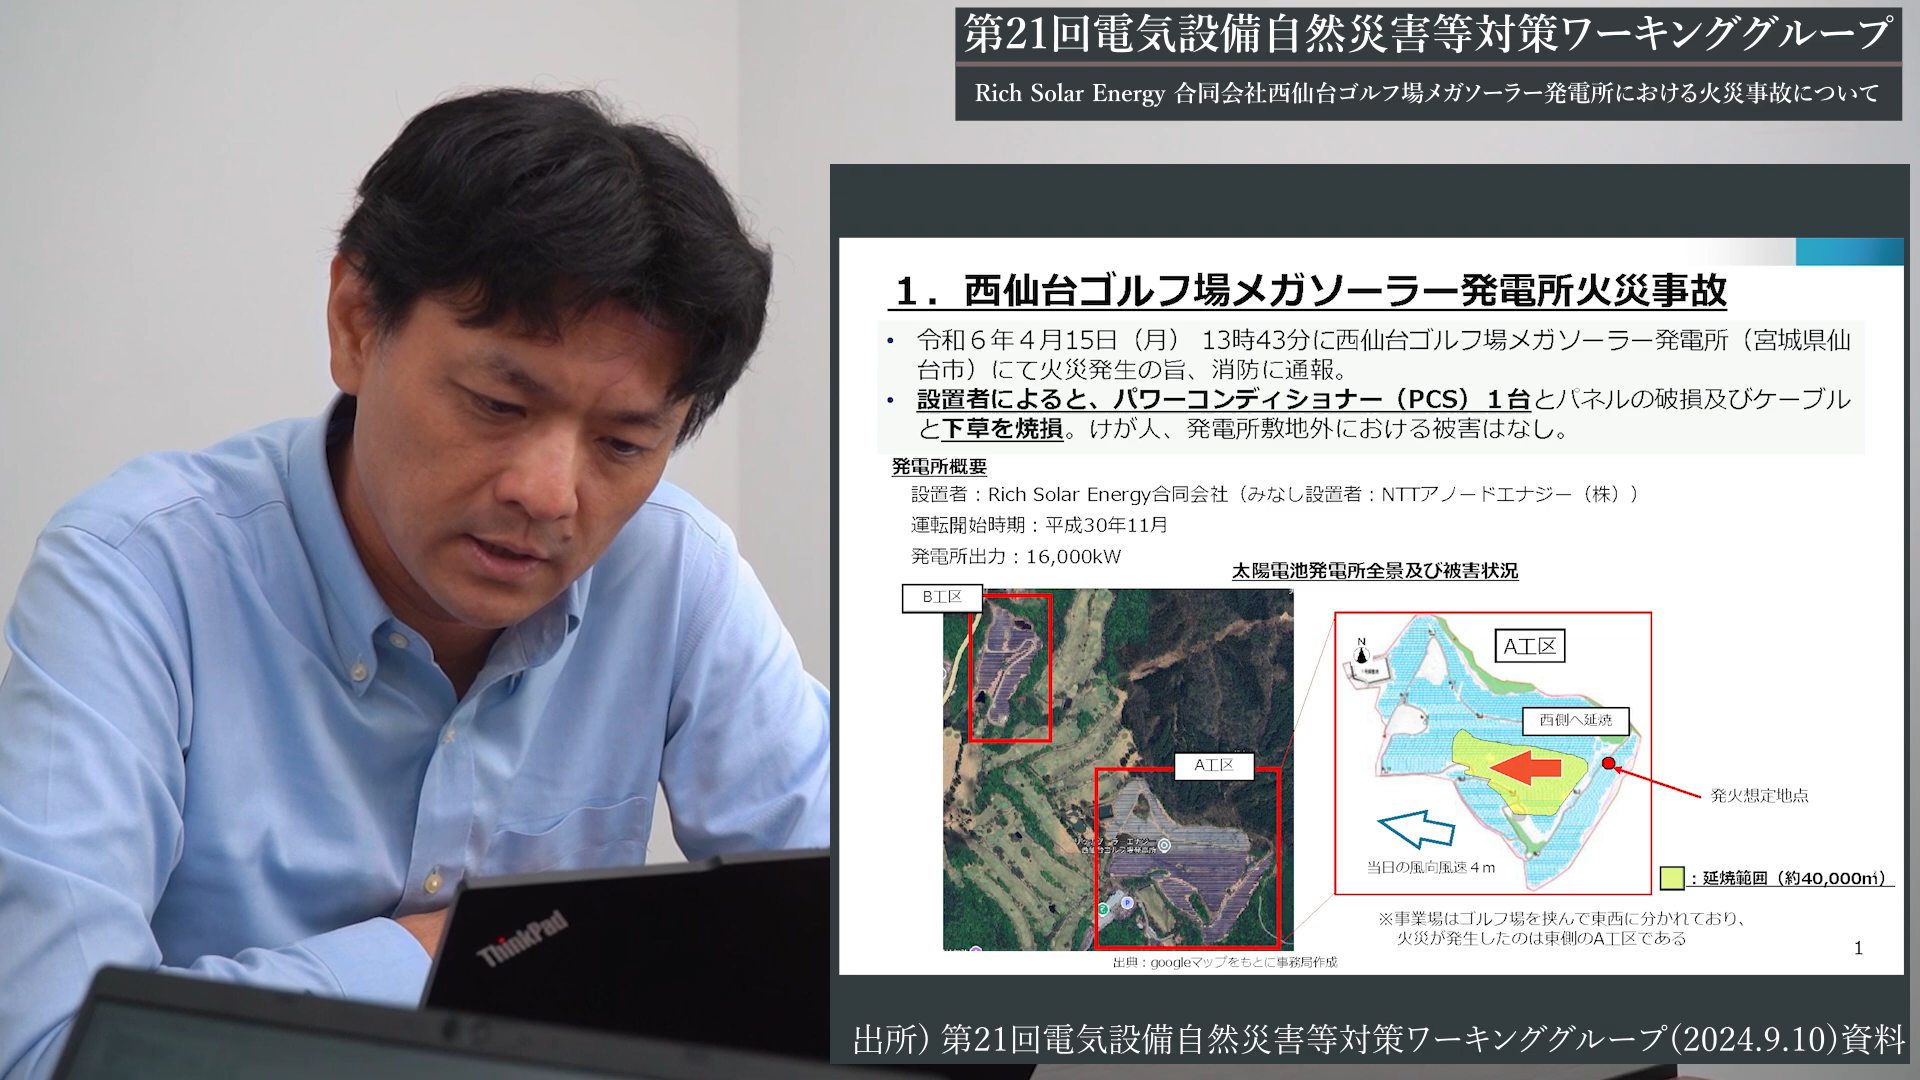 第21回電気設備自然災害等対策ワーキンググループ
Rich Solar Energy 合同会社西仙台ゴルフ場メガソーラー発電所における火災事故について
１．西仙台ゴルフ場メガソーラー発電所火災事故
• 令和６年４月15日（月） 13時43分に西仙台ゴルフ場メガソーラー発電所（宮城県仙
台市）にて火災発生の旨、消防に通報。
• 設置者によると、パワーコンディショナー（PCS）１台とパネルの破損及びケーブル
と下草を焼損。けが人、発電所敷地外における被害はなし。
発電所概要
設置者：Rich Solar Energy合同会社（みなし設置者：NTTアノードエナジー（株））
運転開始時期：平成30年11月
発電所出力：16,000kW
太陽電池発電所全景及び被害状況
B工区
A工区
P
出典：googleマップをもとに事務局作成
N
A工区
西側へ延焼
発火想定地点
当日の風向風速４m
：延焼範囲（約40,000㎡）
※事業場はゴルフ場を挟んで東西に分かれており、
火災が発生したのは東側のA工区である
1
ThinkPad
出所）第21回電気設備自然災害等対策ワーキンググループ(2024.9.10)資料